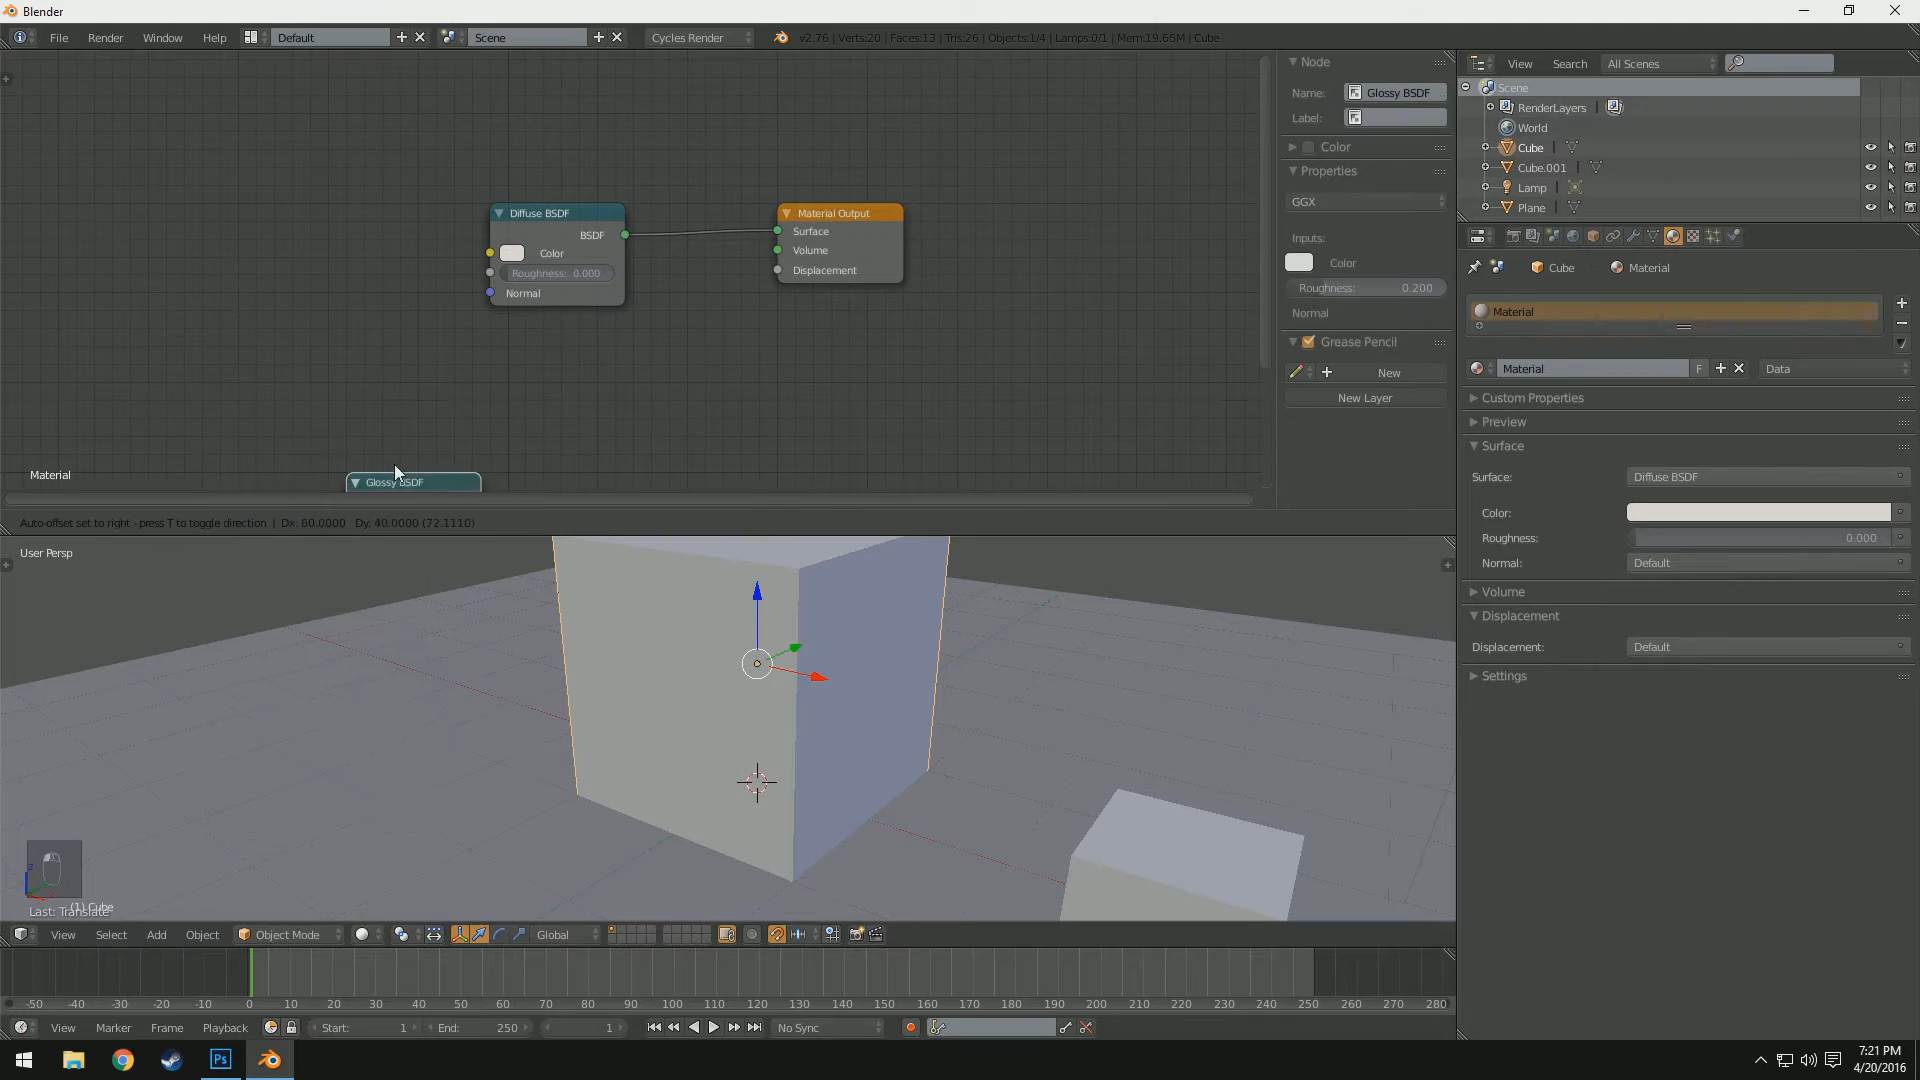 Blender
File Render Window Help Default Scene Cycles Render v2.76 | Verts:20 | Faces:13 | Tris:26 | Objects:1/4 | Lamps:0/1 | Mem:19.66M | Cube
Node
Name: Glossy BSDF
Label:
Color
Properties
GGX
Inputs:
Color
Roughness: 0.200
Normal
Grease Pencil
New
New Layer
Diffuse BSDF
BSDF
Color
Roughness: 0.000
Normal
Material Output
Surface
Volume
Displacement
Glossy BSDF
Material
Auto-offset set to right - press T to toggle direction | Dx: 60.0000 Dy: 40.0000 (72.1110)
View Search All Scenes
Scene
RenderLayers
World
Cube
Cube.001
Lamp
Plane
Cube Material
Material
Material F Data
Custom Properties
Preview
Surface
Surface: Diffuse BSDF
Color:
Roughness: 0.000
Normal: Default
Volume
Displacement
Displacement: Default
Settings
User Persp
(1) Cube
Last: Translate
View Select Add Object Object Mode Global
-50 -40 -30 -20 -10 0 10 20 30 40 50 60 70 80 90 100 110 120 130 140 150 160 170 180 190 200 210 220 230 240 250 260 270 280
View Marker Frame Playback Start: 1 End: 250 1 No Sync
Ps
7:21 PM
4/20/2016